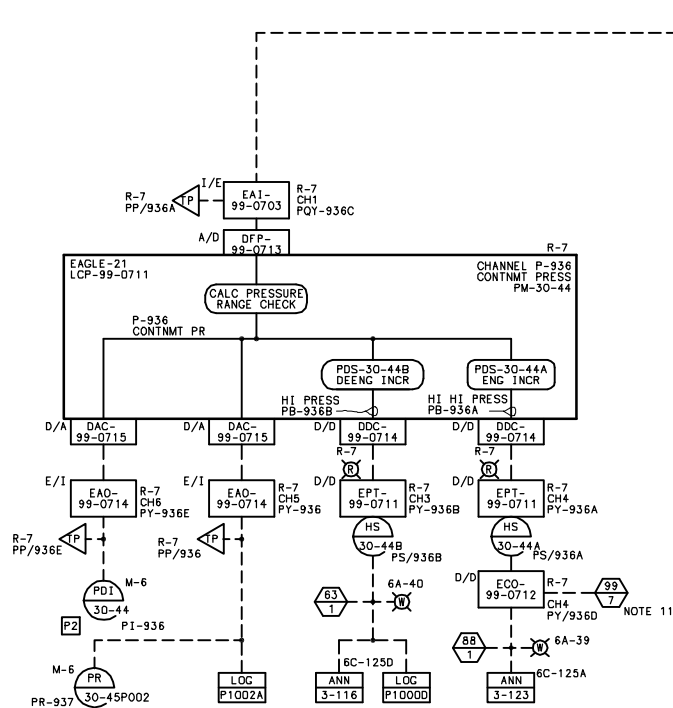 I/E
R-7
PP/936A
TP
EAI-
99-0703
R-7
CH1
PQY-936C
A/D
DFP-
99-0713
R-7
EAGLE-21
LCP-99-0711
CHANNEL P-936
CONTNMT PRESS
PM-30-44
CALC PRESSURE
RANGE CHECK
P-936
CONTNMT PR
PDS-30-44B
DEENG INCR
PDS-30-44A
ENG INCR
HI PRESS
PB-936B
HI HI PRESS
PB-936A
D/A
DAC-
99-0715
D/A
DAC-
99-0715
D/D
DDC-
99-0714
D/D
DDC-
99-0714
R-7
R
R-7
R
E/I
EAO-
99-0714
R-7
CH6
PY-936E
E/I
EAO-
99-0714
R-7
CH5
PY-936
D/D
EPT-
99-0711
R-7
CH3
PY-936B
D/D
EPT-
99-0711
R-7
CH4
PY-936A
R-7
PP/936E
TP
R-7
PP/936
TP
HS
30-44B
PS/936B
HS
30-44A
PS/936A
PDI
30-44
M-6
PI-936
P2
63
1
6A-40
W
D/D
ECO-
99-0712
R-7
CH4
PY/936D
99
7
NOTE 11
88
1
6A-39
W
M-6
PR
30-45P002
PR-937
LOG
P1002A
6C-125D
ANN
3-116
LOG
P1000D
6C-125A
ANN
3-123